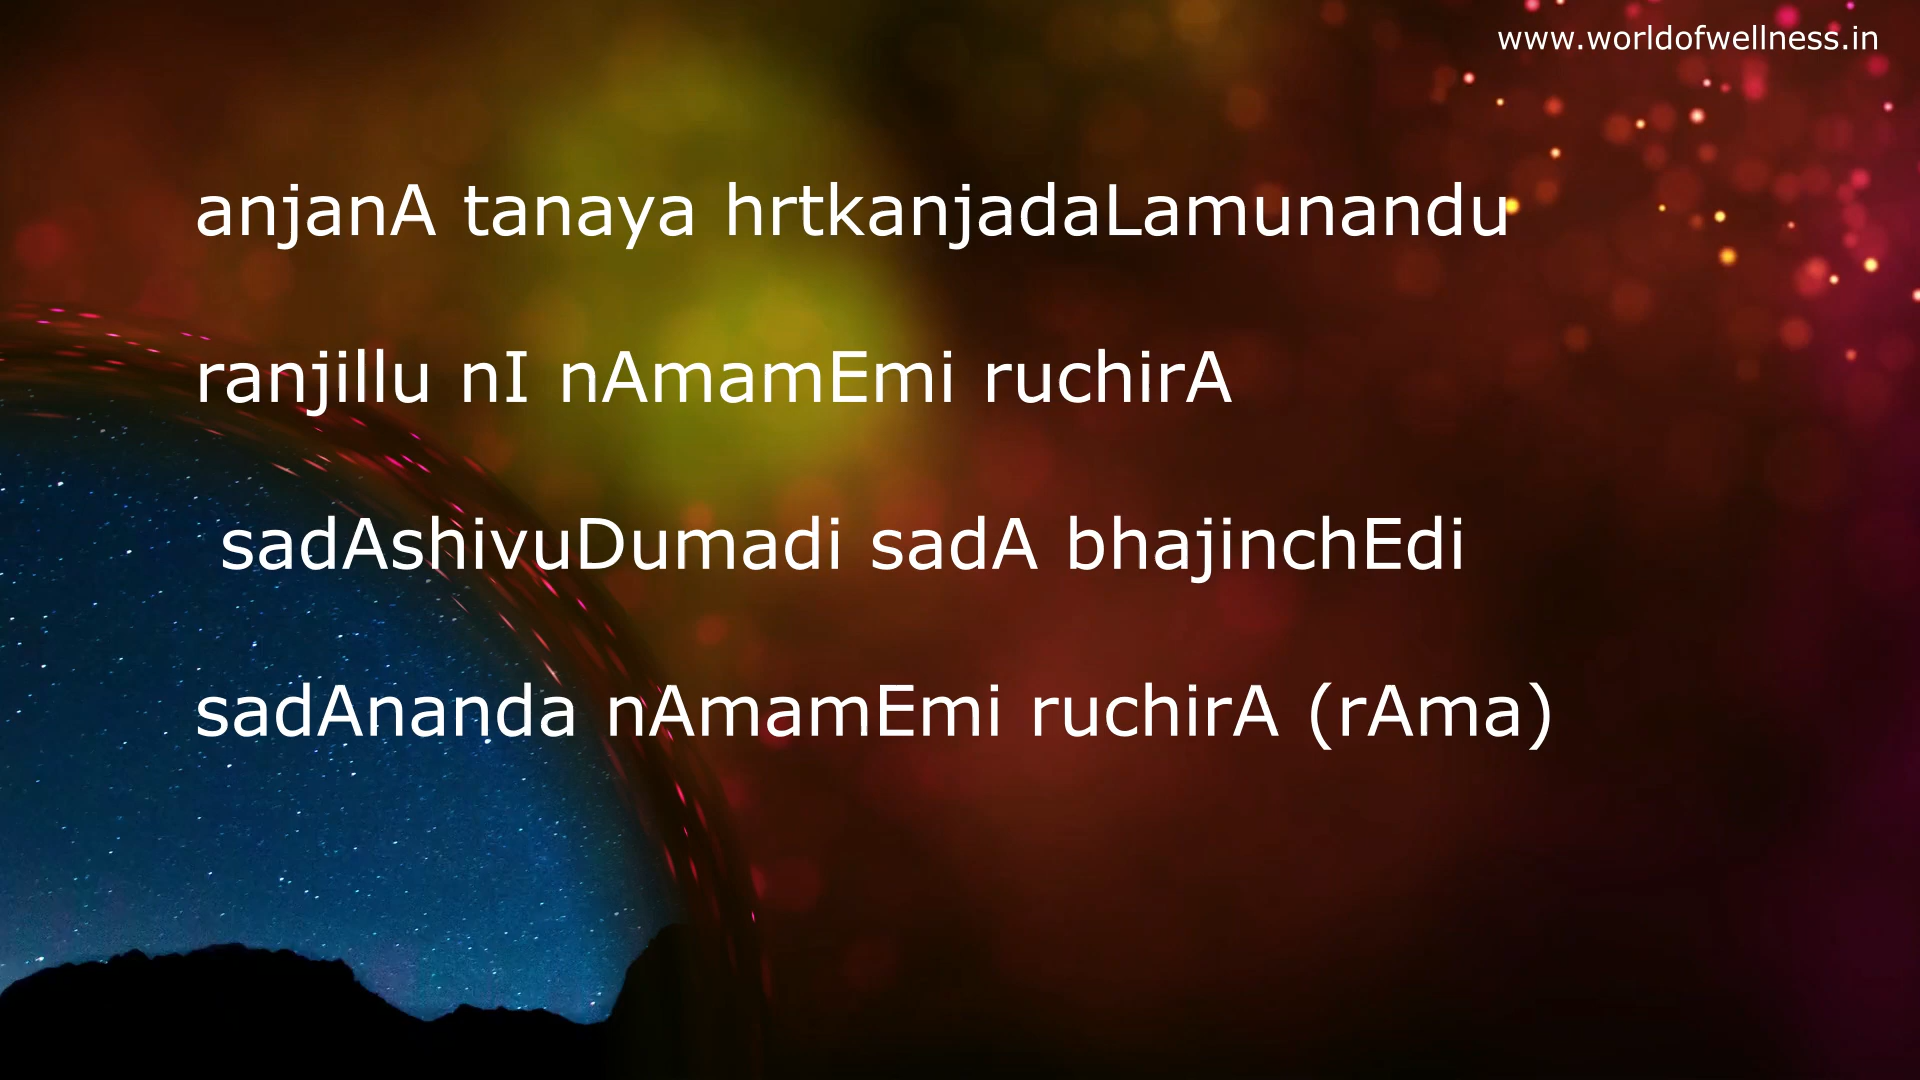 www.worldofwellness.in
anjanA tanaya hrtkanjadaLamunandu
ranjillu nI nAmamEmi ruchirA
sadAshivuDumadi sadA bhajinchEdi
sadAnanda nAmamEmi ruchirA (rAma)